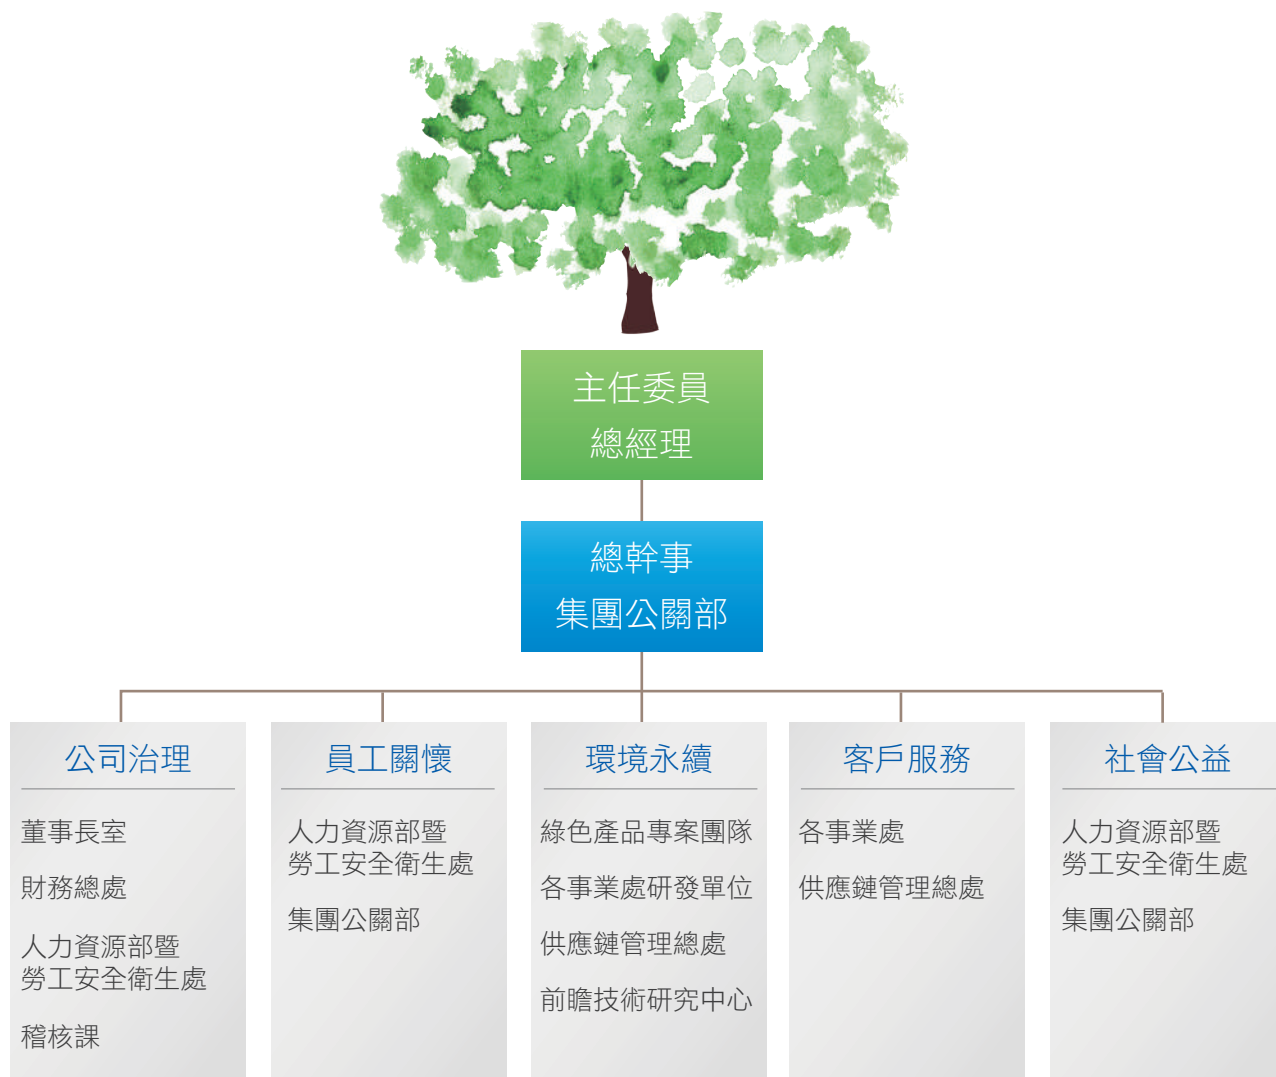 主任委員
總經理
總幹事
集團公關部
公司治理
董事長室
財務總處
人力資源部暨
勞工安全衛生處
稽核課
員工關懷
人力資源部暨
勞工安全衛生處
集團公關部
環境永續
綠色產品專案團隊
各事業處研發單位
供應鏈管理總處
前瞻技術研究中心
客戶服務
各事業處
供應鏈管理總處
社會公益
人力資源部暨
勞工安全衛生處
集團公關部